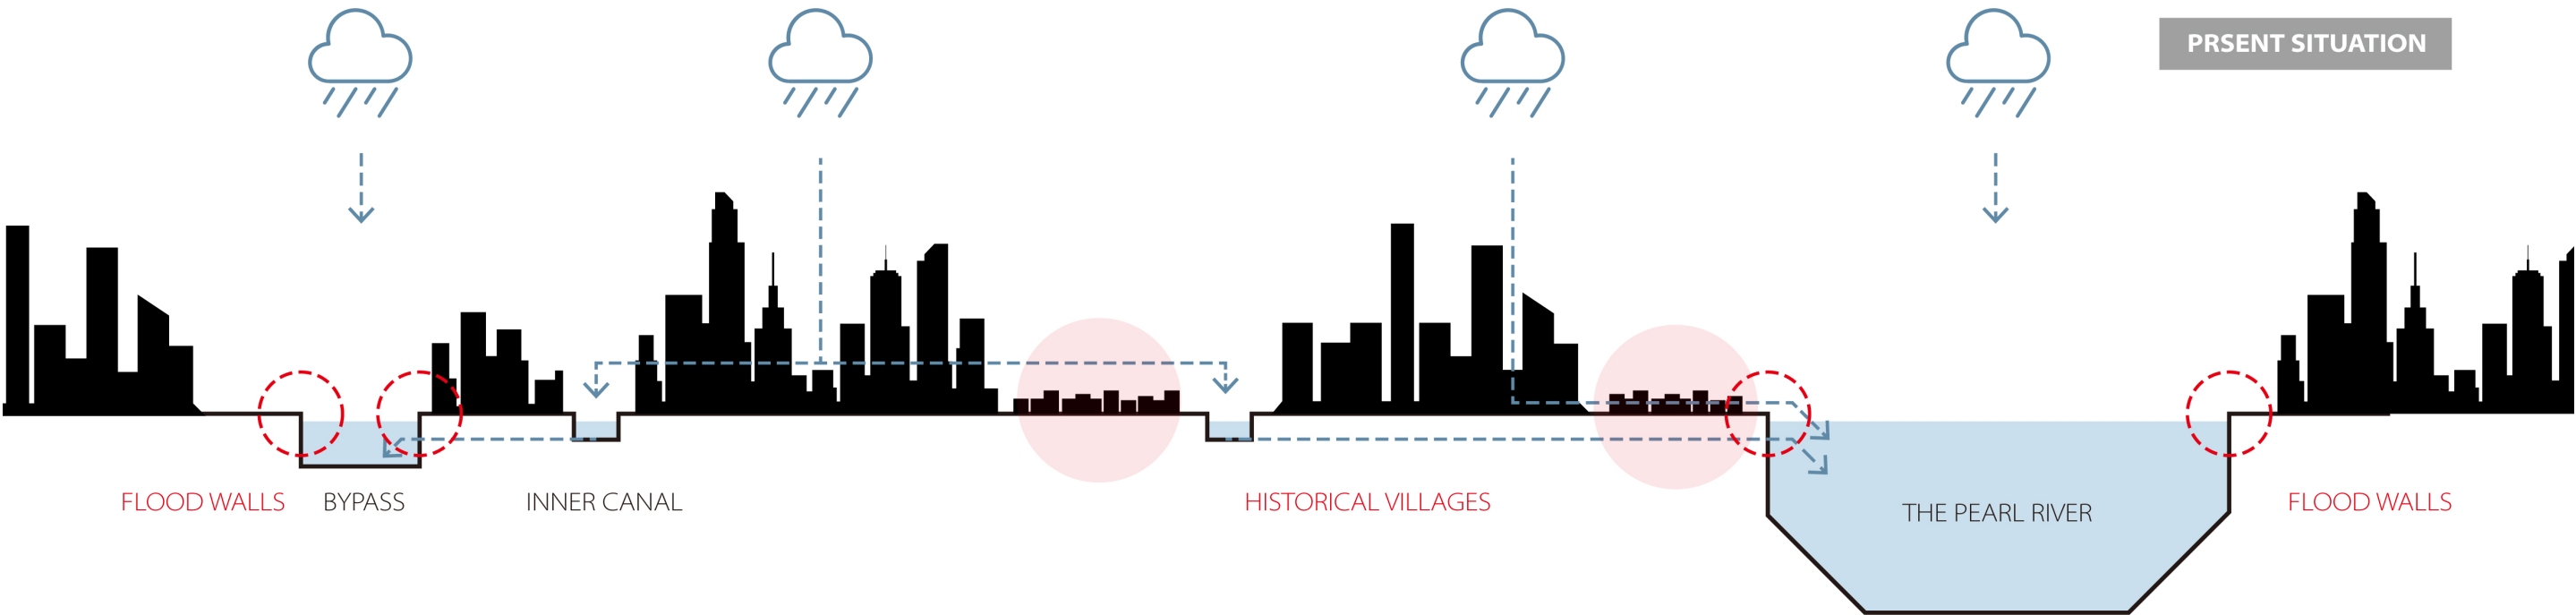 PRSENT SITUATION
FLOOD WALLS
BYPASS
INNER CANAL
HISTORICAL VILLAGES
THE PEARL RIVER
FLOOD WALLS